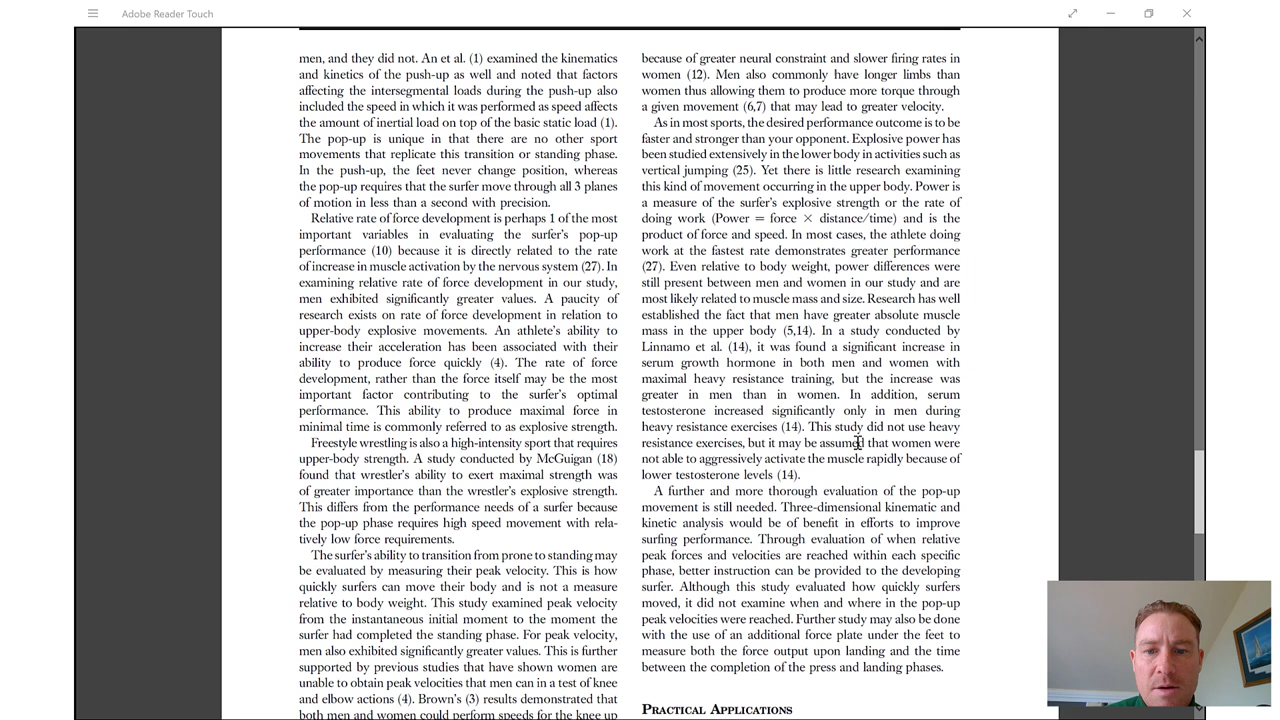 Adobe Reader Touch
men, and they did not. An et al. (1) examined the kinematics
and kinetics of the push-up as well and noted that factors
affecting the intersegmental loads during the push-up also
included the speed in which it was performed as speed affects
the amount of inertial load on top of the basic static load (1).
The pop-up is unique in that there are no other sport
movements that replicate this transition or standing phase.
In the push-up, the feet never change position, whereas
the pop-up requires that the surfer move through all 3 planes
of motion in less than a second with precision.
Relative rate of force development is perhaps 1 of the most
important variables in evaluating the surfer's pop-up
performance (10) because it is directly related to the rate
of increase in muscle activation by the nervous system (27). In
examining relative rate of force development in our study,
men exhibited significantly greater values. A paucity of
research exists on rate of force development in relation to
upper-body explosive movements. An athlete's ability to
increase their acceleration has been associated with their
ability to produce force quickly (4). The rate of force
development, rather than the force itself may be the most
important factor contributing to the surfer's optimal
performance. This ability to produce maximal force in
minimal time is commonly referred to as explosive strength.
Freestyle wrestling is also a high-intensity sport that requires
upper-body strength. A study conducted by McGuigan (18)
found that wrestler's ability to exert maximal strength was
of greater importance than the wrestler's explosive strength.
This differs from the performance needs of a surfer because
the pop-up phase requires high speed movement with rela-
tively low force requirements.
The surfer's ability to transition from prone to standing may
be evaluated by measuring their peak velocity. This is how
quickly surfers can move their body and is not a measure
relative to body weight. This study examined peak velocity
from the instantaneous initial moment to the moment the
surfer had completed the standing phase. For peak velocity,
men also exhibited significantly greater values. This is further
supported by previous studies that have shown women are
unable to obtain peak velocities that men can in a test of knee
and elbow actions (4). Brown's (3) results demonstrated that
both men and women could perform speeds for the knee up
because of greater neural constraint and slower firing rates in
women (12). Men also commonly have longer limbs than
women thus allowing them to produce more torque through
a given movement (6,7) that may lead to greater velocity.
As in most sports, the desired performance outcome is to be
faster and stronger than your opponent. Explosive power has
been studied extensively in the lower body in activities such as
vertical jumping (25). Yet there is little research examining
this kind of movement occurring in the upper body. Power is
a measure of the surfer's explosive strength or the rate of
doing work (Power = force × distance/time) and is the
product of force and speed. In most cases, the athlete doing
work at the fastest rate demonstrates greater performance
(27). Even relative to body weight, power differences were
still present between men and women in our study and are
most likely related to muscle mass and size. Research has well
established the fact that men have greater absolute muscle
mass in the upper body (5,14). In a study conducted by
Linnamo et al. (14), it was found a significant increase in
serum growth hormone in both men and women with
maximal heavy resistance training, but the increase was
greater in men than in women. In addition, serum
testosterone increased significantly only in men during
heavy resistance exercises (14). This study did not use heavy
resistance exercises, but it may be assumed that women were
not able to aggressively activate the muscle rapidly because of
lower testosterone levels (14).
A further and more thorough evaluation of the pop-up
movement is still needed. Three-dimensional kinematic and
kinetic analysis would be of benefit in efforts to improve
surfing performance. Through evaluation of when relative
peak forces and velocities are reached within each specific
phase, better instruction can be provided to the developing
surfer. Although this study evaluated how quickly surfers
moved, it did not examine when and where in the pop-up
peak velocities were reached. Further study may also be done
with the use of an additional force plate under the feet to
measure both the force output upon landing and the time
between the completion of the press and landing phases.
PRACTICAL APPLICATIONS